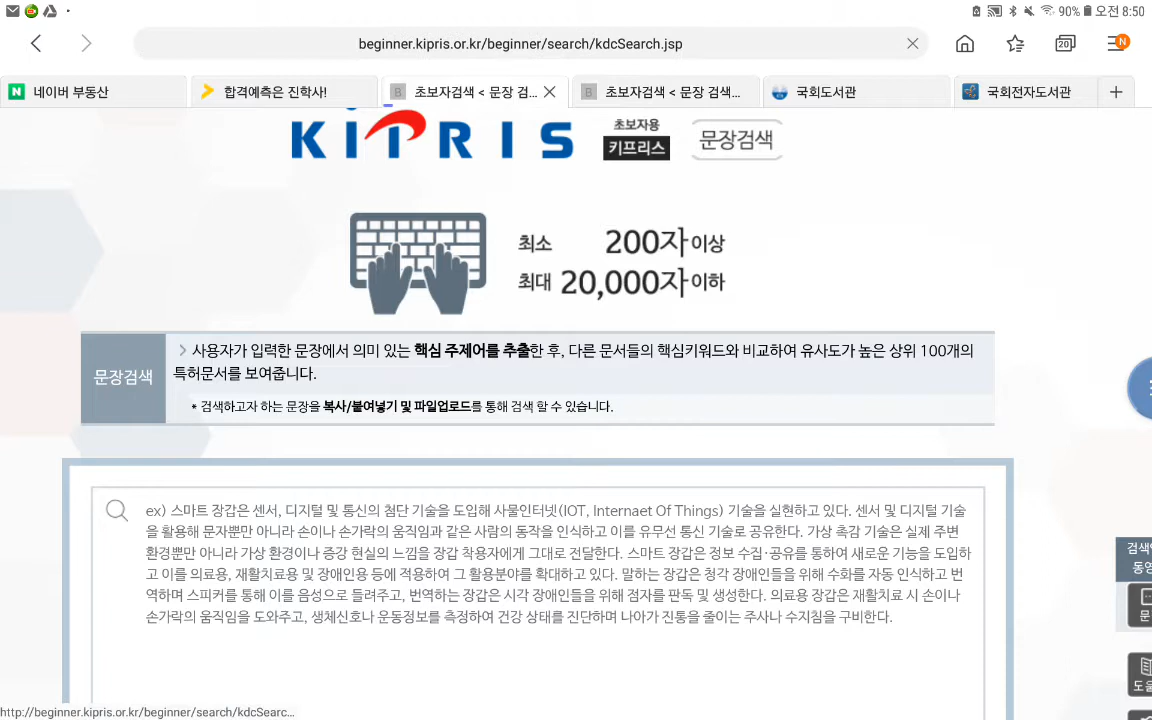 90% 오전 8:50
beginner.kipris.or.kr/beginner/search/kdcSearch.jsp
20
N
N 네이버 부동산
합격예측은 진학사!
B 초보자검색 < 문장 검...
B 초보자검색 < 문장 검색...
국회도서관
국회전자도서관
KIPRIS
초보자용
키프리스
문장검색
최소 200자 이상
최대 20,000자 이하
문장검색
> 사용자가 입력한 문장에서 의미 있는 핵심 주제어를 추출한 후, 다른 문서들의 핵심키워드와 비교하여 유사도가 높은 상위 100개의
특허문서를 보여줍니다.
* 검색하고자 하는 문장을 복사/붙여넣기 및 파일업로드를 통해 검색 할 수 있습니다.
ex) 스마트 장갑은 센서, 디지털 및 통신의 첨단 기술을 도입해 사물인터넷(IOT, Internaet Of Things) 기술을 실현하고 있다. 센서 및 디지털 기술
을 활용해 문자뿐만 아니라 손이나 손가락의 움직임과 같은 사람의 동작을 인식하고 이를 유무선 통신 기술로 공유한다. 가상 촉감 기술은 실제 주변
환경뿐만 아니라 가상 환경이나 증강 현실의 느낌을 장갑 착용자에게 그대로 전달한다. 스마트 장갑은 정보 수집·공유를 통하여 새로운 기능을 도입하
고 이를 의료용, 재활치료용 및 장애인용 등에 적용하여 그 활용분야를 확대하고 있다. 말하는 장갑은 청각 장애인들을 위해 수화를 자동 인식하고 번
역하며 스피커를 통해 이를 음성으로 들려주고, 번역하는 장갑은 시각 장애인들을 위해 점자를 판독 및 생성한다. 의료용 장갑은 재활치료 시 손이나
손가락의 움직임을 도와주고, 생체신호나 운동정보를 측정하여 건강 상태를 진단하며 나아가 진통을 줄이는 주사나 수지침을 구비한다.
http://beginner.kipris.or.kr/beginner/search/kdcSearc...